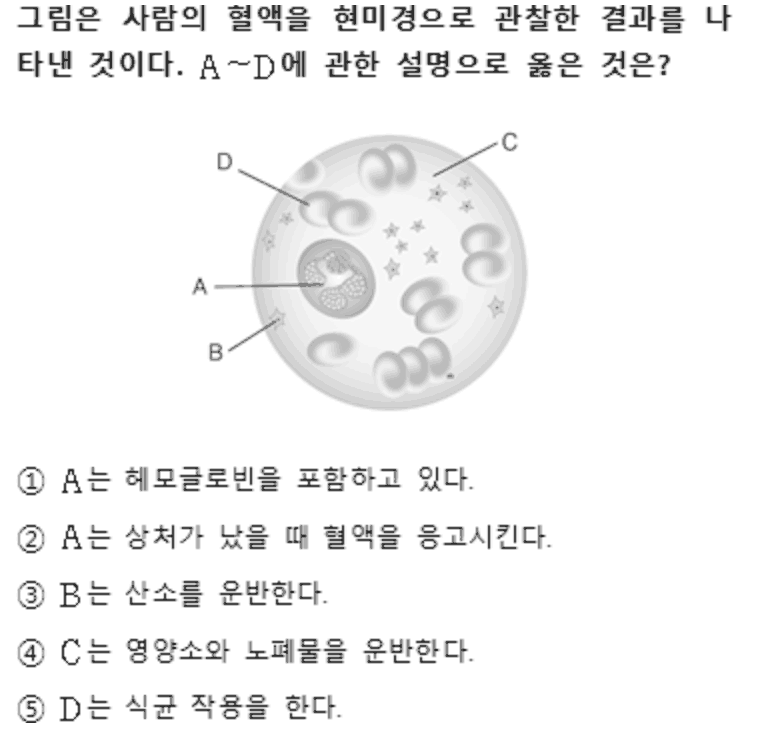 그림은 사람의 혈액을 현미경으로 관찰한 결과를 나
타낸 것이다. A~D에 관한 설명으로 옳은 것은?
C
D
A
B
① A는 헤모글로빈을 포함하고 있다.
② A는 상처가 났을 때 혈액을 응고시킨다.
③ B는 산소를 운반한다.
④ C는 영양소와 노폐물을 운반한다.
⑤ D는 식균 작용을 한다.